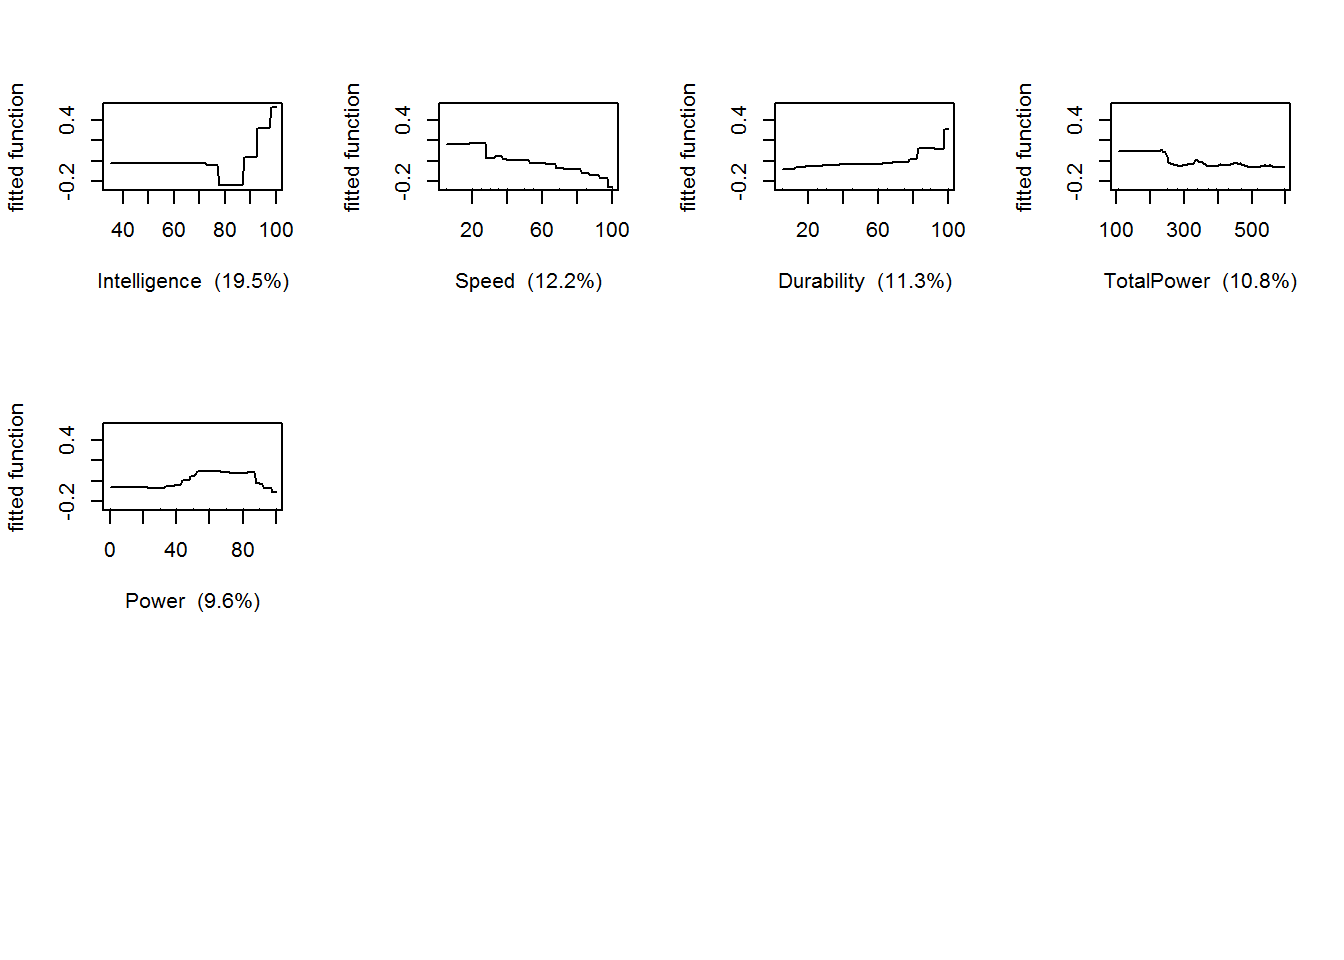 fitted function
0.4
-0.2
40 60 80 100
Intelligence (19.5%)
fitted function
0.4
-0.2
20 60 100
Speed (12.2%)
fitted function
0.4
-0.2
20 60 100
Durability (11.3%)
fitted function
0.4
-0.2
100 300 500
TotalPower (10.8%)
fitted function
0.4
-0.2
0 40 80
Power (9.6%)